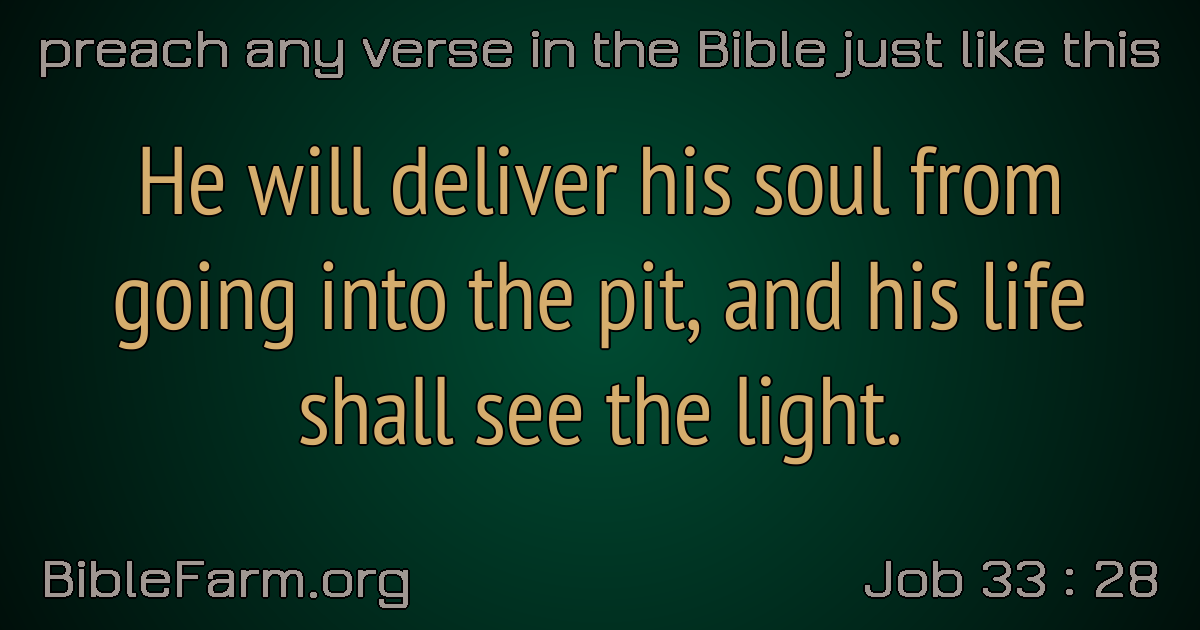 preach any verse in the Bible just like this
He will deliver his soul from
going into the pit, and his life
shall see the light.
BibleFarm.org
Job 33 : 28